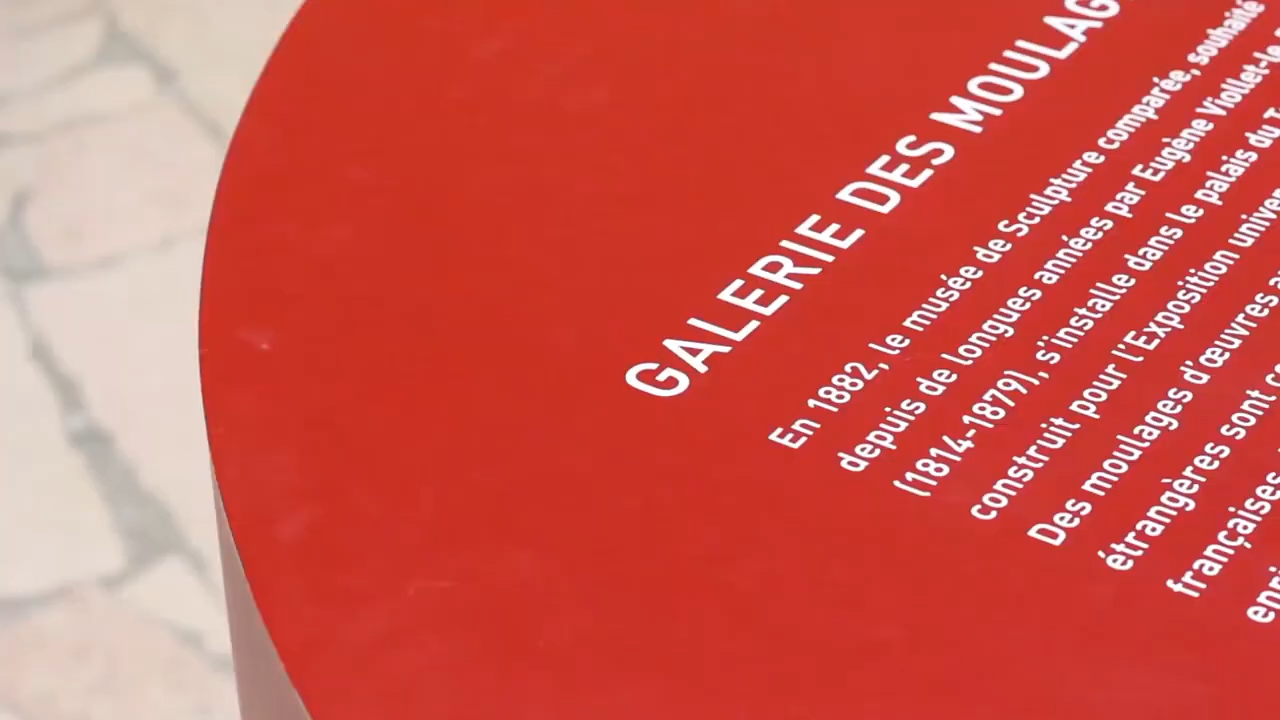 GALERIE DES MOULAG
En 1882, le musée de Sculpture comparée, souhaité
depuis de longues années par Eugène Viollet-le
(1814-1879), s'installe dans le palais du
construit pour l'Exposition univer
Des moulages d'œuvres
étrangères sont
françaises